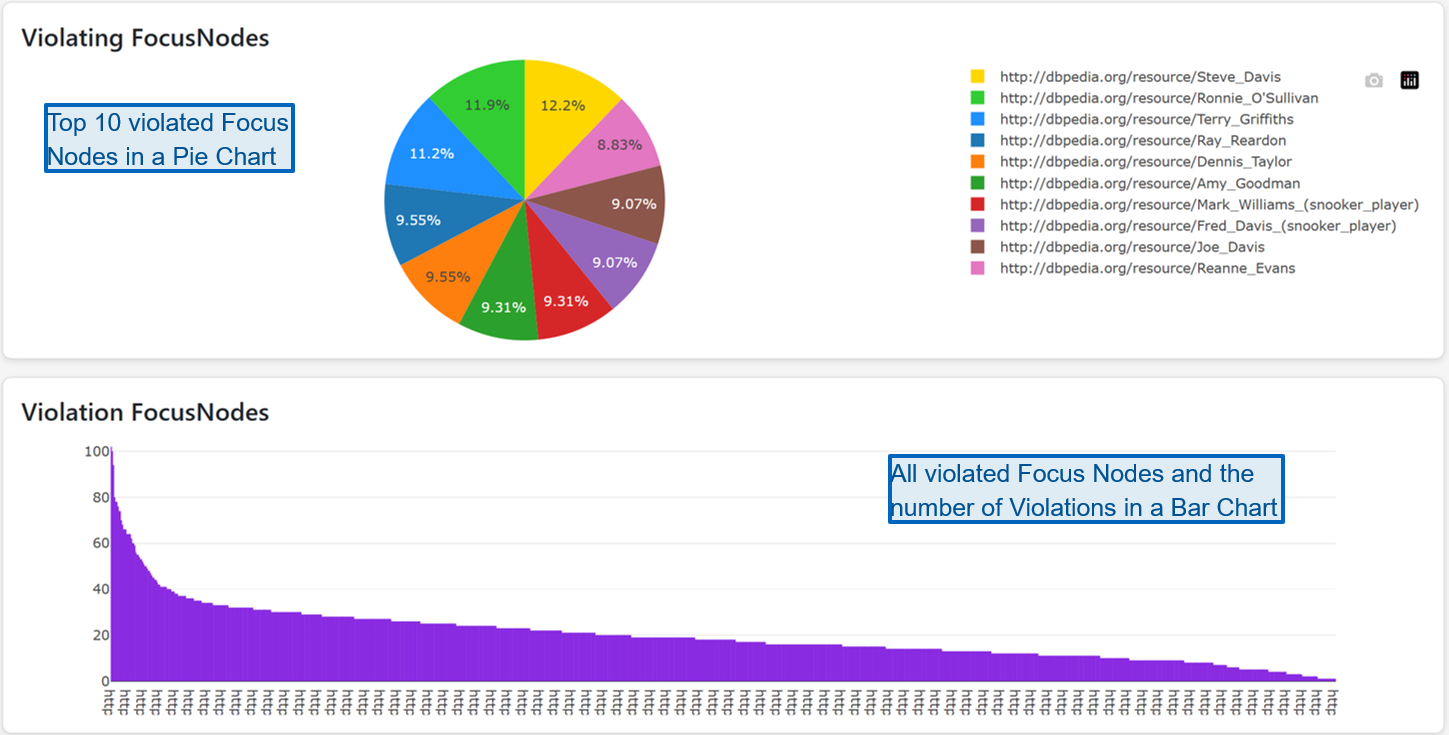 Violating FocusNodes
Top 10 violated Focus
Nodes in a Pie Chart
11.9%
12.2%
8.83%
11.2%
9.07%
9.55%
9.07%
9.55%
9.31%
9.31%
http://dbpedia.org/resource/Steve_Davis
http://dbpedia.org/resource/Ronnie_O'Sullivan
http://dbpedia.org/resource/Terry_Griffiths
http://dbpedia.org/resource/Ray_Reardon
http://dbpedia.org/resource/Dennis_Taylor
http://dbpedia.org/resource/Amy_Goodman
http://dbpedia.org/resource/Mark_Williams_(snooker_player)
http://dbpedia.org/resource/Fred_Davis_(snooker_player)
http://dbpedia.org/resource/Joe_Davis
http://dbpedia.org/resource/Reanne_Evans
Violation FocusNodes
All violated Focus Nodes and the
number of Violations in a Bar Chart
100
80
60
40
20
0